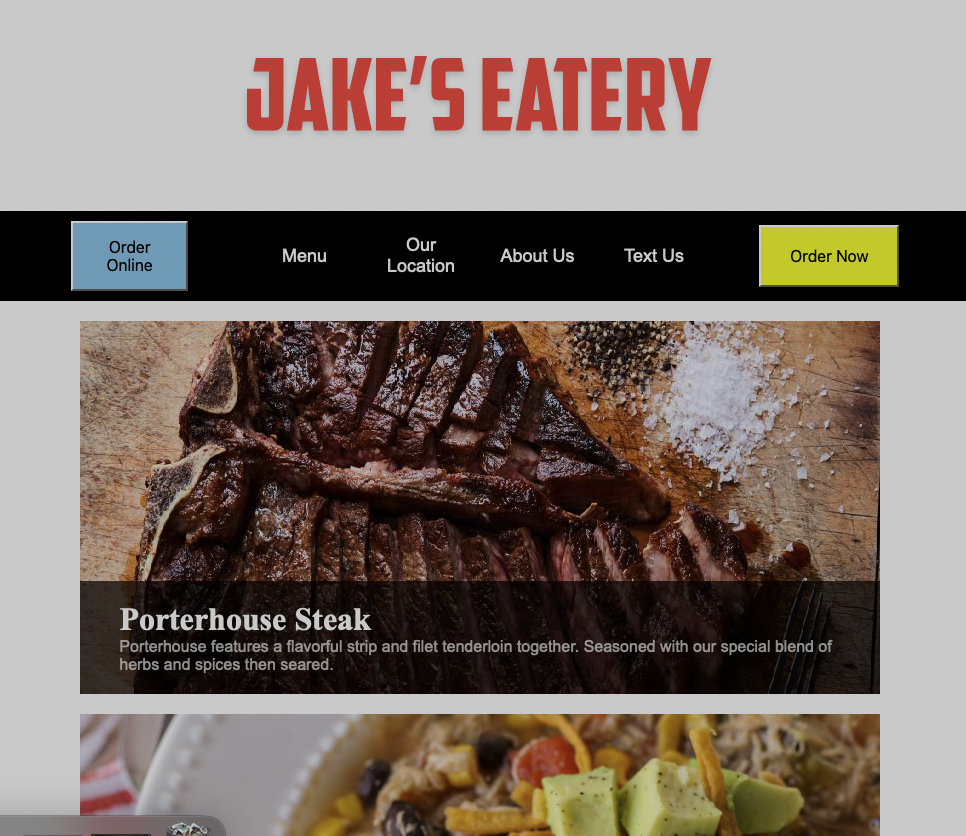 JAKE'S EATERY
Order
Online
Menu
Our
Location
About Us
Text Us
Order Now
Porterhouse Steak
Porterhouse features a flavorful strip and filet tenderloin together. Seasoned with our special blend of
herbs and spices then seared.